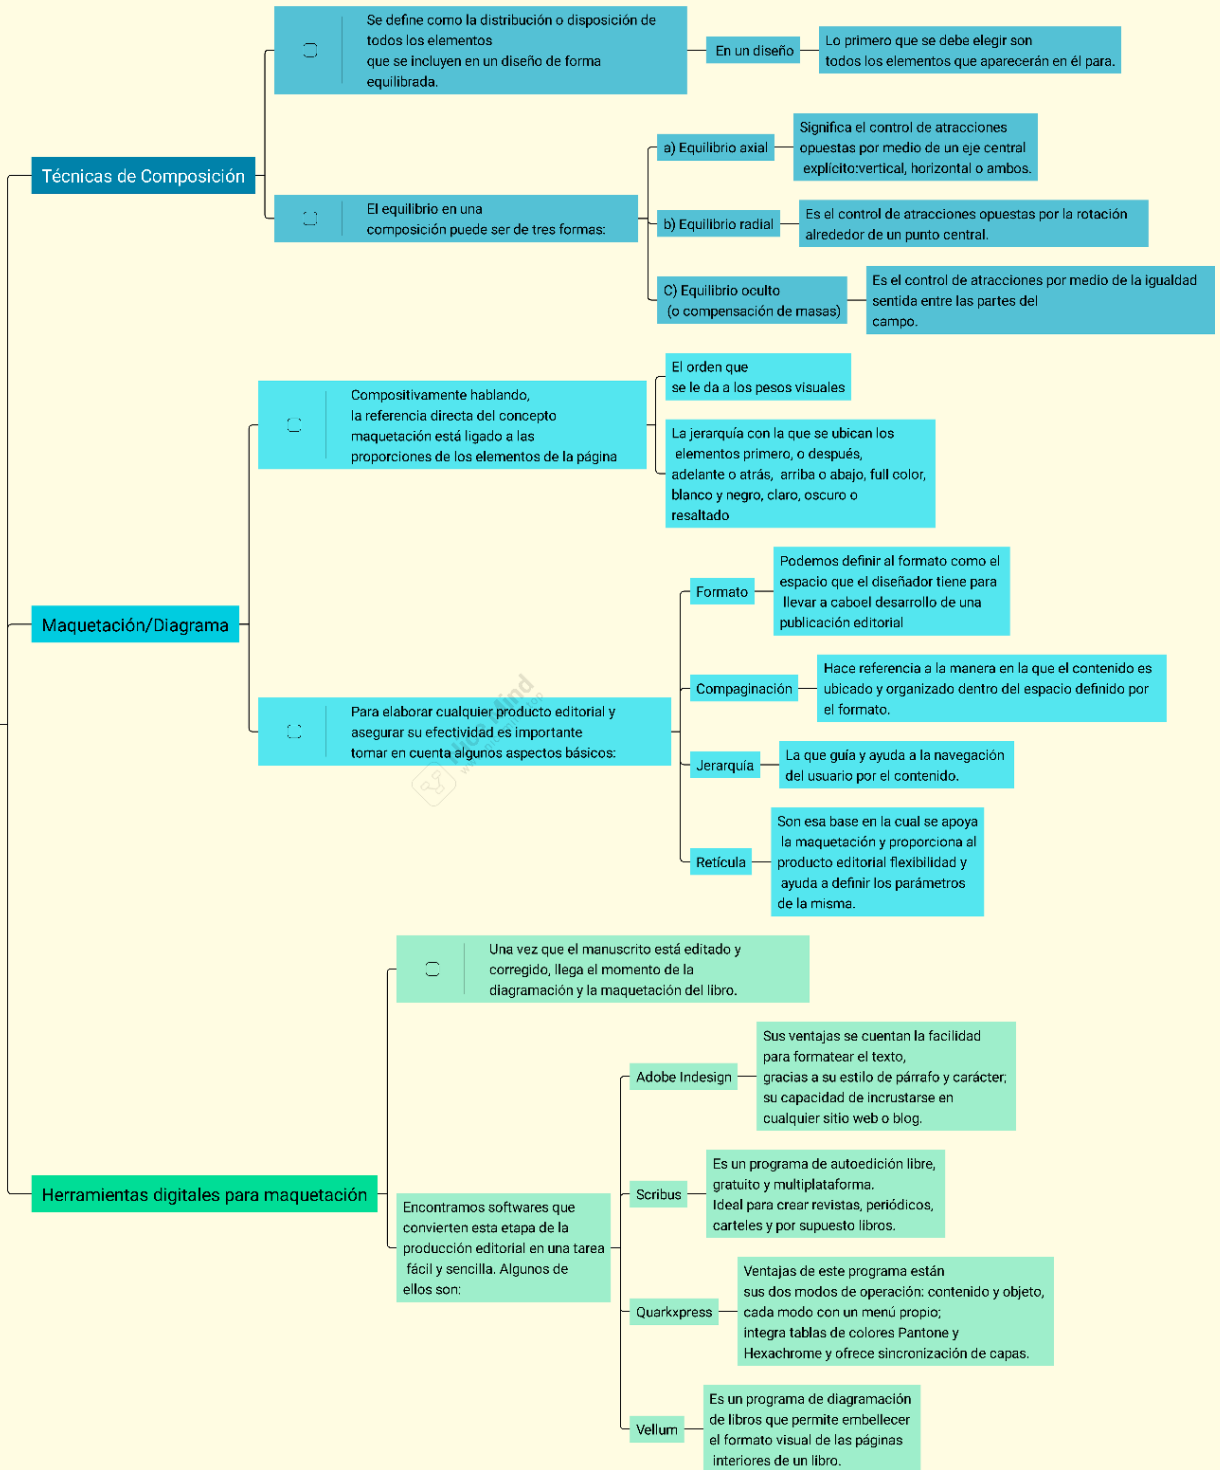 Técnicas de Composición
Se define como la distribución o disposición de
todos los elementos
que se incluyen en un diseño de forma
equilibrada.
En un diseño
Lo primero que se debe elegir son
todos los elementos que aparecerán en él para.
El equilibrio en una
composición puede ser de tres formas:
a) Equilibrio axial
Significa el control de atracciones
opuestas por medio de un eje central
explícito:vertical, horizontal o ambos.
b) Equilibrio radial
Es el control de atracciones opuestas por la rotación
alrededor de un punto central.
C) Equilibrio oculto
(o compensación de masas)
Es el control de atracciones por medio de la igualdad
sentida entre las partes del
campo.
Maquetación/Diagrama
Compositivamente hablando,
la referencia directa del concepto
maquetación está ligado a las
proporciones de los elementos de la página
El orden que
se le da a los pesos visuales
La jerarquía con la que se ubican los
elementos primero, o después,
adelante o atrás, arriba o abajo, full color,
blanco y negro, claro, oscuro o
resaltado
Para elaborar cualquier producto editorial y
asegurar su efectividad es importante
tomar en cuenta algunos aspectos básicos:
Formato
Podemos definir al formato como el
espacio que el diseñador tiene para
llevar a caboel desarrollo de una
publicación editorial
Compaginación
Hace referencia a la manera en la que el contenido es
ubicado y organizado dentro del espacio definido por
el formato.
Jerarquía
La que guía y ayuda a la navegación
del usuario por el contenido.
Retícula
Son esa base en la cual se apoya
la maquetación y proporciona al
producto editorial flexibilidad y
ayuda a definir los parámetros
de la misma.
Herramientas digitales para maquetación
Una vez que el manuscrito está editado y
corregido, llega el momento de la
diagramación y la maquetación del libro.
Encontramos softwares que
convierten esta etapa de la
producción editorial en una tarea
fácil y sencilla. Algunos de
ellos son:
Adobe Indesign
Sus ventajas se cuentan la facilidad
para formatear el texto,
gracias a su estilo de párrafo y carácter;
su capacidad de incrustarse en
cualquier sitio web o blog.
Scribus
Es un programa de autoedición libre,
gratuito y multiplataforma.
Ideal para crear revistas, periódicos,
carteles y por supuesto libros.
Quarkxpress
Ventajas de este programa están
sus dos modos de operación: contenido y objeto,
cada modo con un menú propio;
integra tablas de colores Pantone y
Hexachrome y ofrece sincronización de capas.
Vellum
Es un programa de diagramación
de libros que permite embellecer
el formato visual de las páginas
interiores de un libro.
Mind